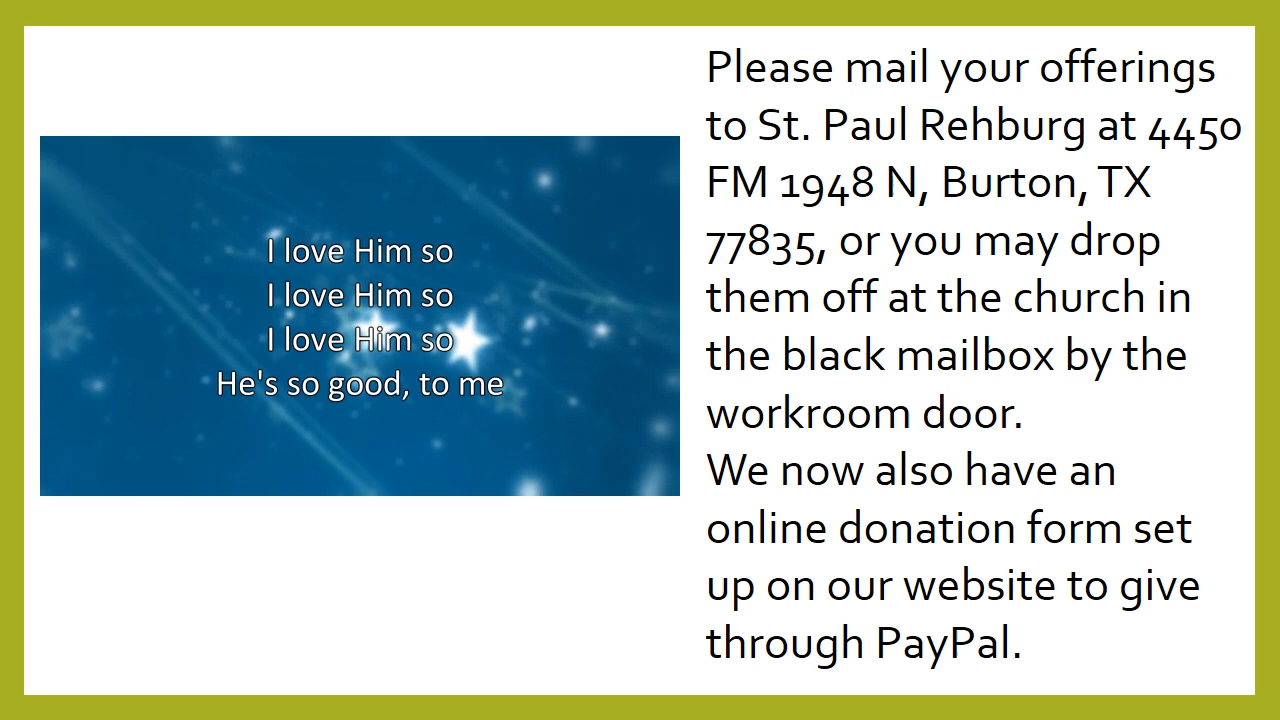 I love Him so
I love Him so
I love Him so
He's so good, to me
Please mail your offerings
to St. Paul Rehburg at 4450
FM 1948 N, Burton, TX
77835, or you may drop
them off at the church in
the black mailbox by the
workroom door.
We now also have an
online donation form set
up on our website to give
through PayPal.